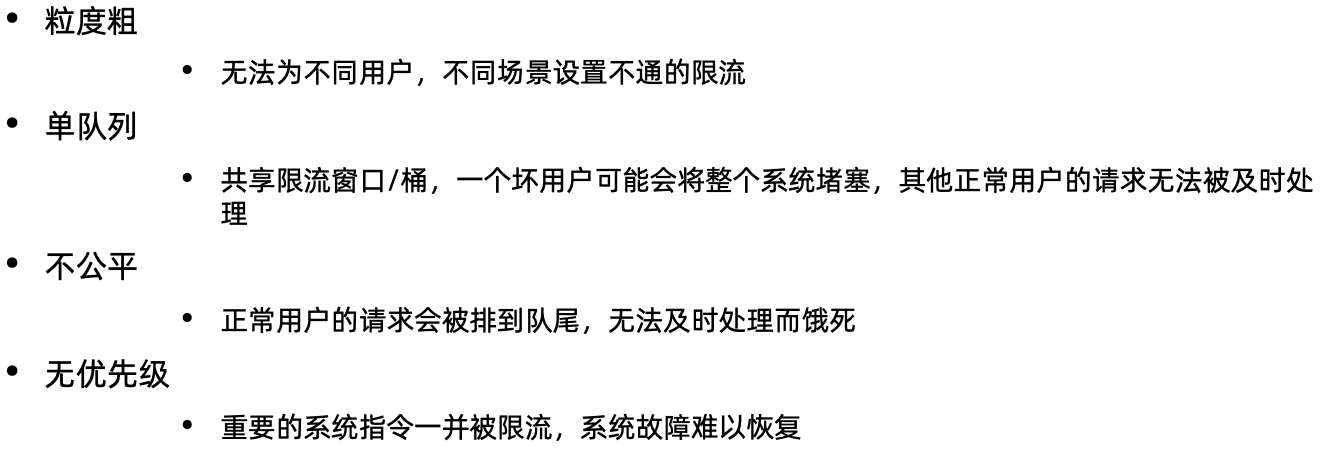 • 粒度粗
• 无法为不同用户，不同场景设置不通的限流
• 单队列
• 共享限流窗口/桶，一个坏用户可能会将整个系统堵塞，其他正常用户的请求无法被及时处
理
• 不公平
• 正常用户的请求会被排到队尾，无法及时处理而饿死
• 无优先级
• 重要的系统指令一并被限流，系统故障难以恢复